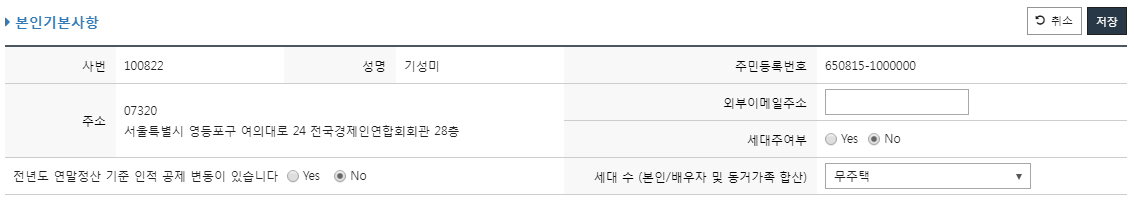 본인기본사항
취소
저장
사번 100822 성명 기성미 주민등록번호 650815-1000000
주소
07320
서울특별시 영등포구 여의대로 24 전국경제인연합회회관 28층
외부이메일주소
세대주여부 Yes No
전년도 연말정산 기준 인적 공제 변동이 있습니다 Yes No
세대 수 (본인/배우자 및 동거가족 합산) 무주택